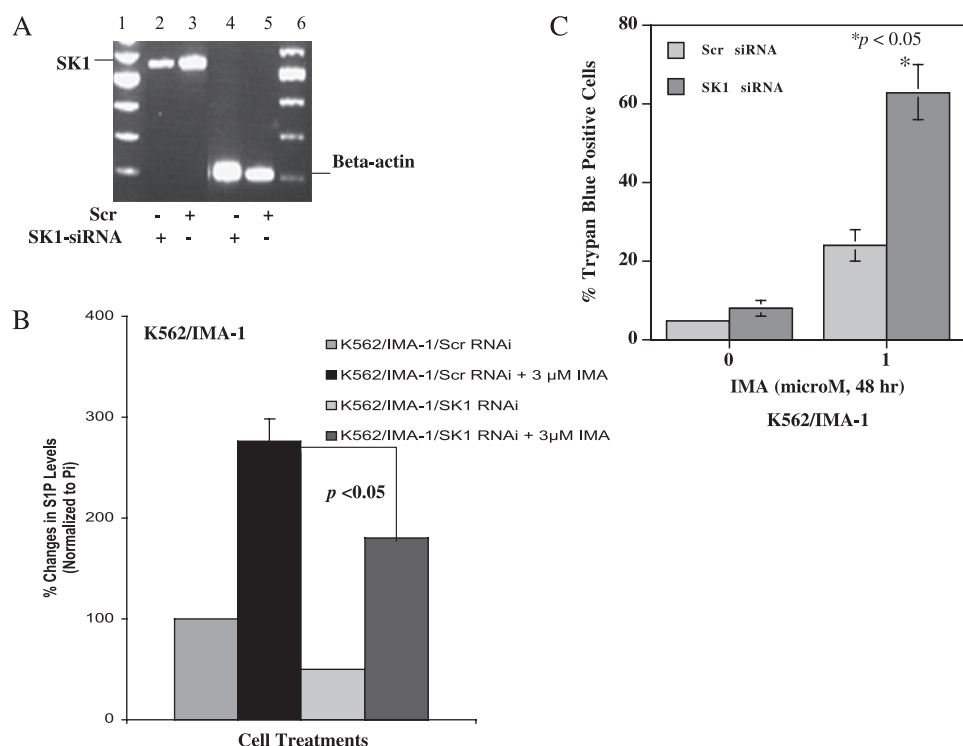 A
1 2 3 4 5 6
SK1
Beta-actin
Scr - + - +
SK1-siRNA + - + -
B
K562/IMA-1
400
300
200
100
0
% Changes in S1P Levels
(Normalized to Pi)
K562/IMA-1/Scr RNAi
K562/IMA-1/Scr RNAi + 3 µM IMA
K562/IMA-1/SK1 RNAi
K562/IMA-1/SK1 RNAi + 3µM IMA
p <0.05
Cell Treatments
C
80
60
40
20
0
% Trypan Blue Positive Cells
Scr siRNA
SK1 siRNA
*p < 0.05
*
0 1
IMA (microM, 48 hr)
K562/IMA-1